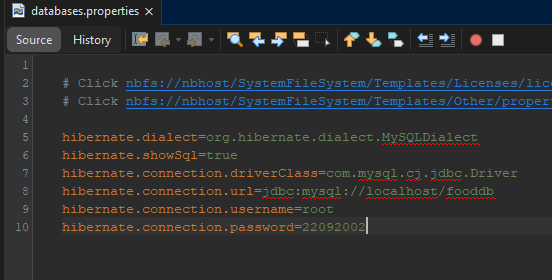 databases.properties
Source History
1
2 # Click nbfs://nbhost/SystemFileSystem/Templates/Licenses/lice
3 # Click nbfs://nbhost/SystemFileSystem/Templates/Other/proper
4
5 hibernate.dialect=org.hibernate.dialect.MySQLDialect
6 hibernate.showSql=true
7 hibernate.connection.driverClass=com.mysql.cj.jdbc.Driver
8 hibernate.connection.url=jdbc:mysql://localhost/fooddb
9 hibernate.connection.username=root
10 hibernate.connection.password=22092002